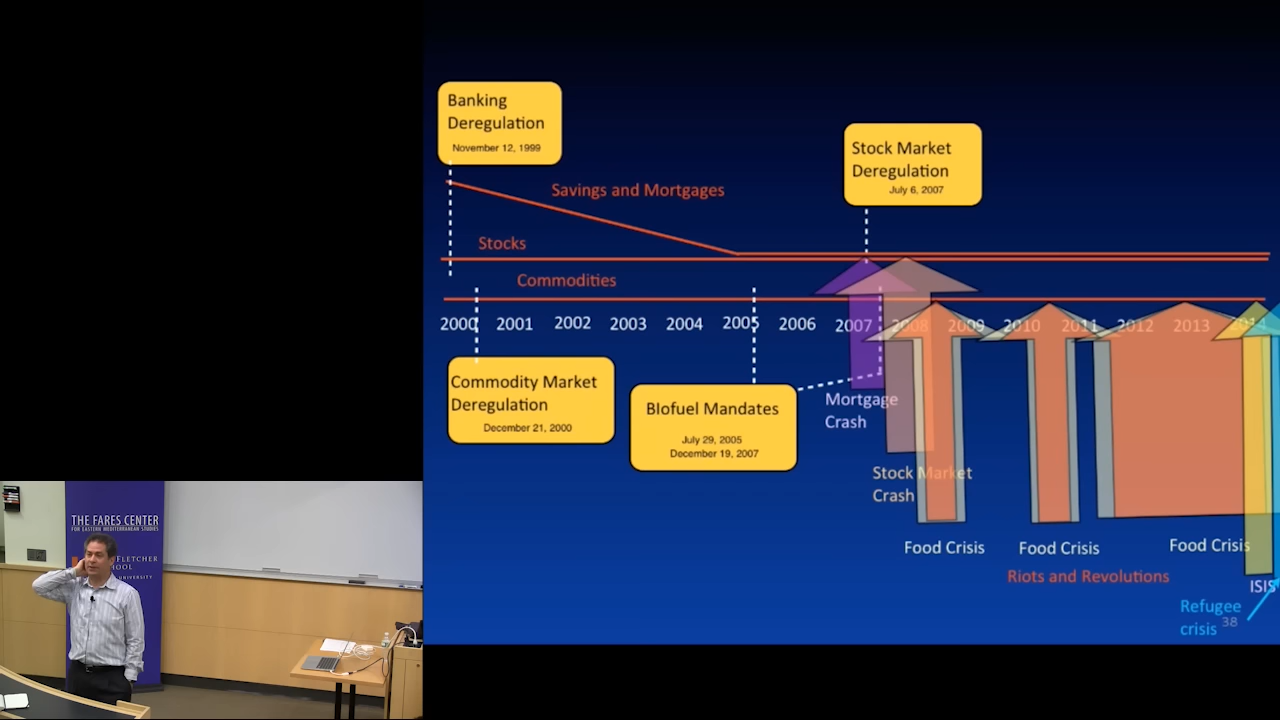 Banking
Deregulation
November 12, 1999
Stock Market
Deregulation
July 6, 2007
Savings and Mortgages
Stocks
Commodities
2000 2001 2002 2003 2004 2005 2006 2007 2008 2009 2010 2011 2012 2013 2014
Commodity Market
Deregulation
December 21, 2000
BIofuel Mandates
July 29, 2005
December 19, 2007
Mortgage
Crash
Stock Market
Crash
Food Crisis Food Crisis Food Crisis
Riots and Revolutions
ISIS
Refugee
crisis
38
THE FARES CENTER
FOR EASTERN MEDITERRANEAN STUDIES
FLETCHER